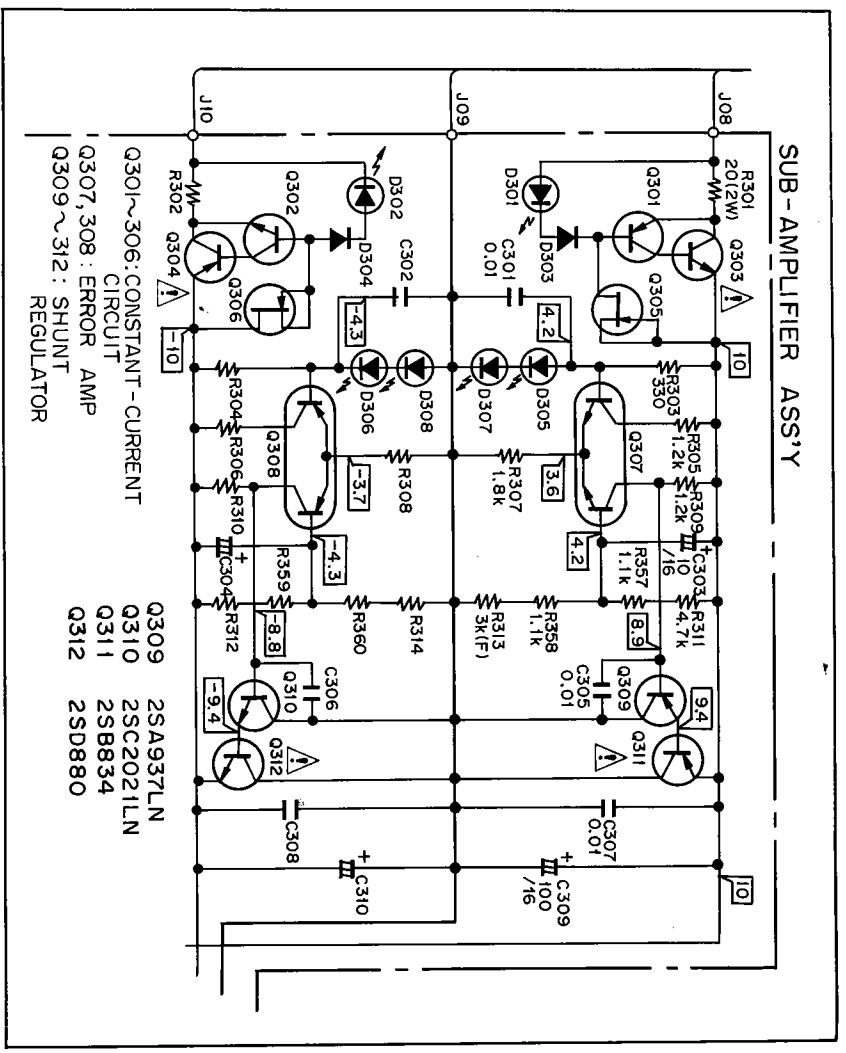 SUB-AMPLIFIER ASS'Y
J08
R301
20(2W)
Q301
Q303
Q305
10
D301
D303
C301
0.01
4.2
R303
330
R305
1.2k
R309
1.2k
C303
10
/16
R311
4.7k
Q307
D307
D305
R307
1.8k
3.6
4.2
R357
1.1k
8.9
9.4
R313
3k(F)
R358
1.1k
C305
0.01
Q309
Q311
C307
0.01
C309
100
/16
10
J09
D302
D304
C302
-4.3
D306
D308
R308
-3.7
-4.3
R360
R314
C306
Q310
Q312
C308
C310
J10
R302
Q302
Q304
Q306
-10
R304
R306
Q308
R310
C304
R359
R312
-8.8
-9.4
Q301~306:CONSTANT-CURRENT
CIRCUIT
Q307,308:ERROR AMP
Q309~312: SHUNT
REGULATOR
Q309 2SA937LN
Q310 2SC2021LN
Q311 2SB834
Q312 2SD880